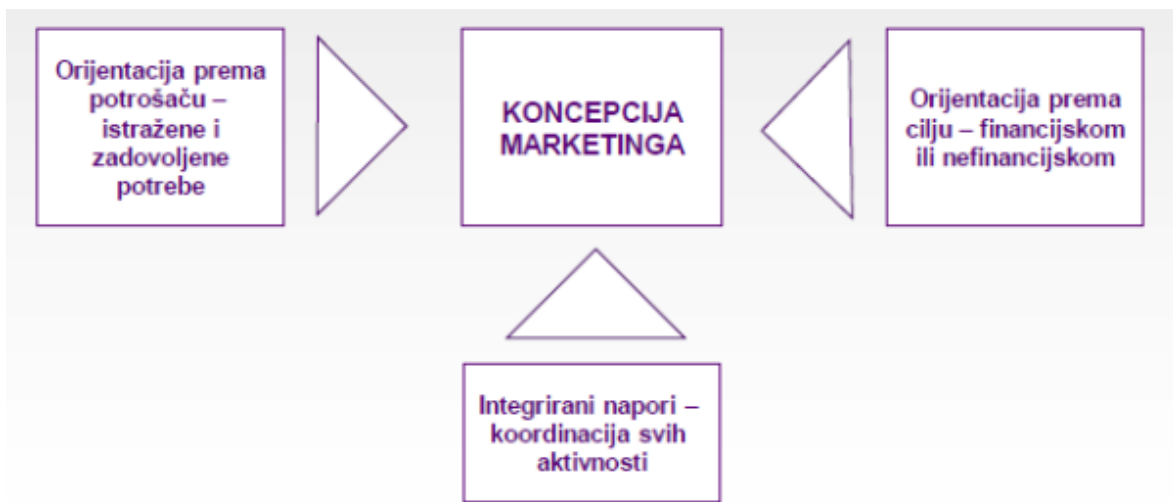 Orijentacija prema
potrošaču –
istražene i
zadovoljene
potrebe
KONCEPCIJA
MARKETINGA
Orijentacija prema
cilju – financijskom
ili nefinancijskom
Integrirani napori –
koordinacija svih
aktivnosti